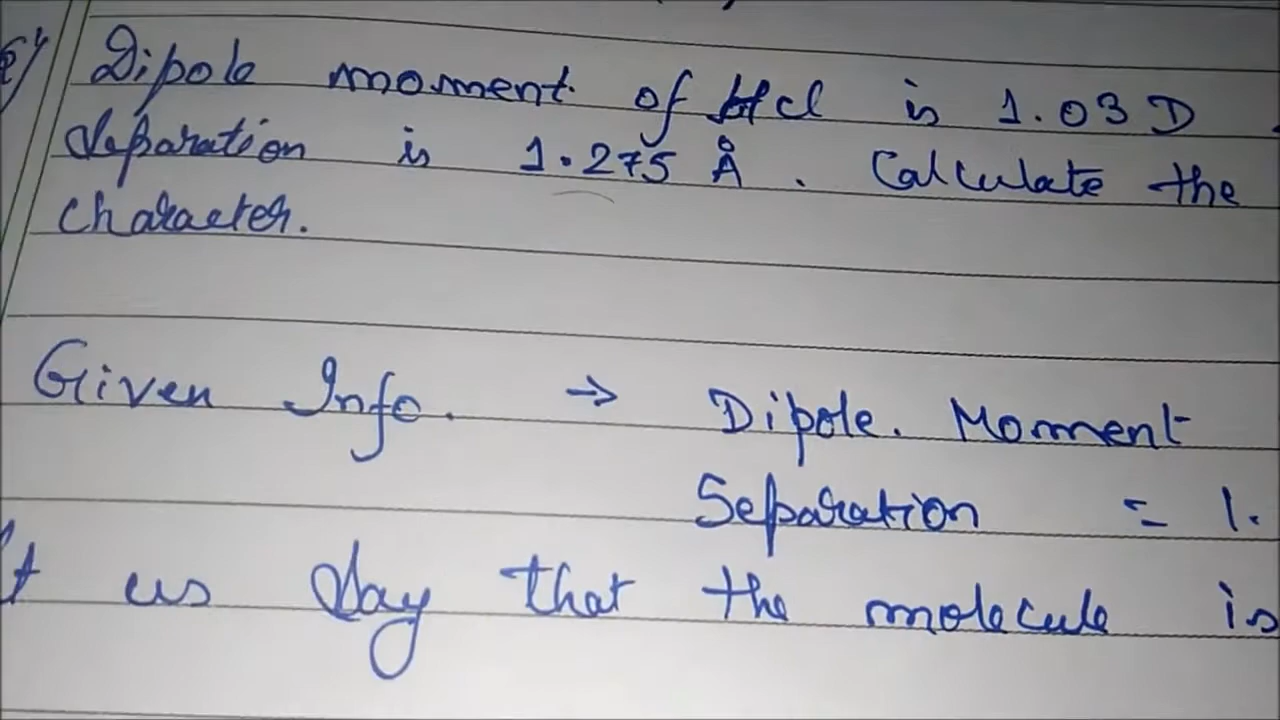 Dipole moment of HCl is 1.03 D
separation is 1.275 Å. Calculate the
character.
Given Info. → Dipole. Moment
Separation = 1.
us say that the molecule is